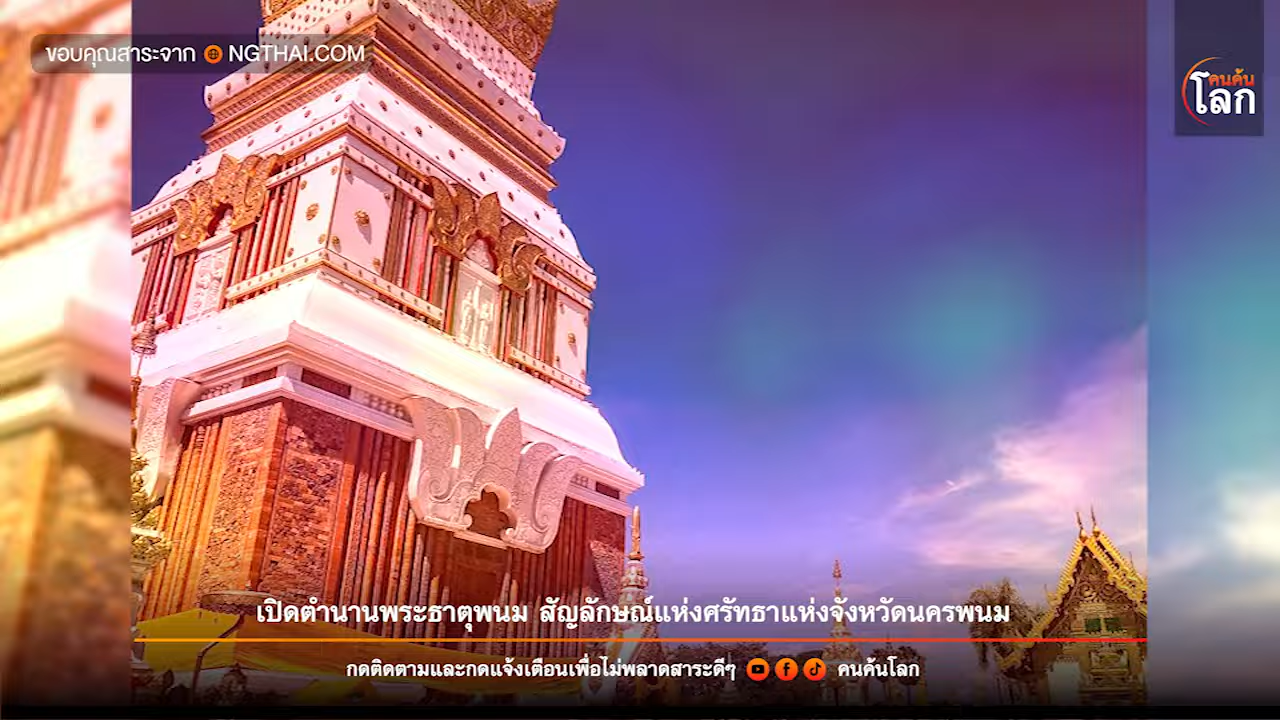 ขอบคุณสาระจาก NGTHAI.COM
คนค้น
โลก
เปิดตำนานพระธาตุพนม สัญลักษณ์แห่งศรัทธาแห่งจังหวัดนครพนม
กดติดตามและกดแจ้งเตือนเพื่อไม่พลาดสาระดีๆ คนค้นโลก